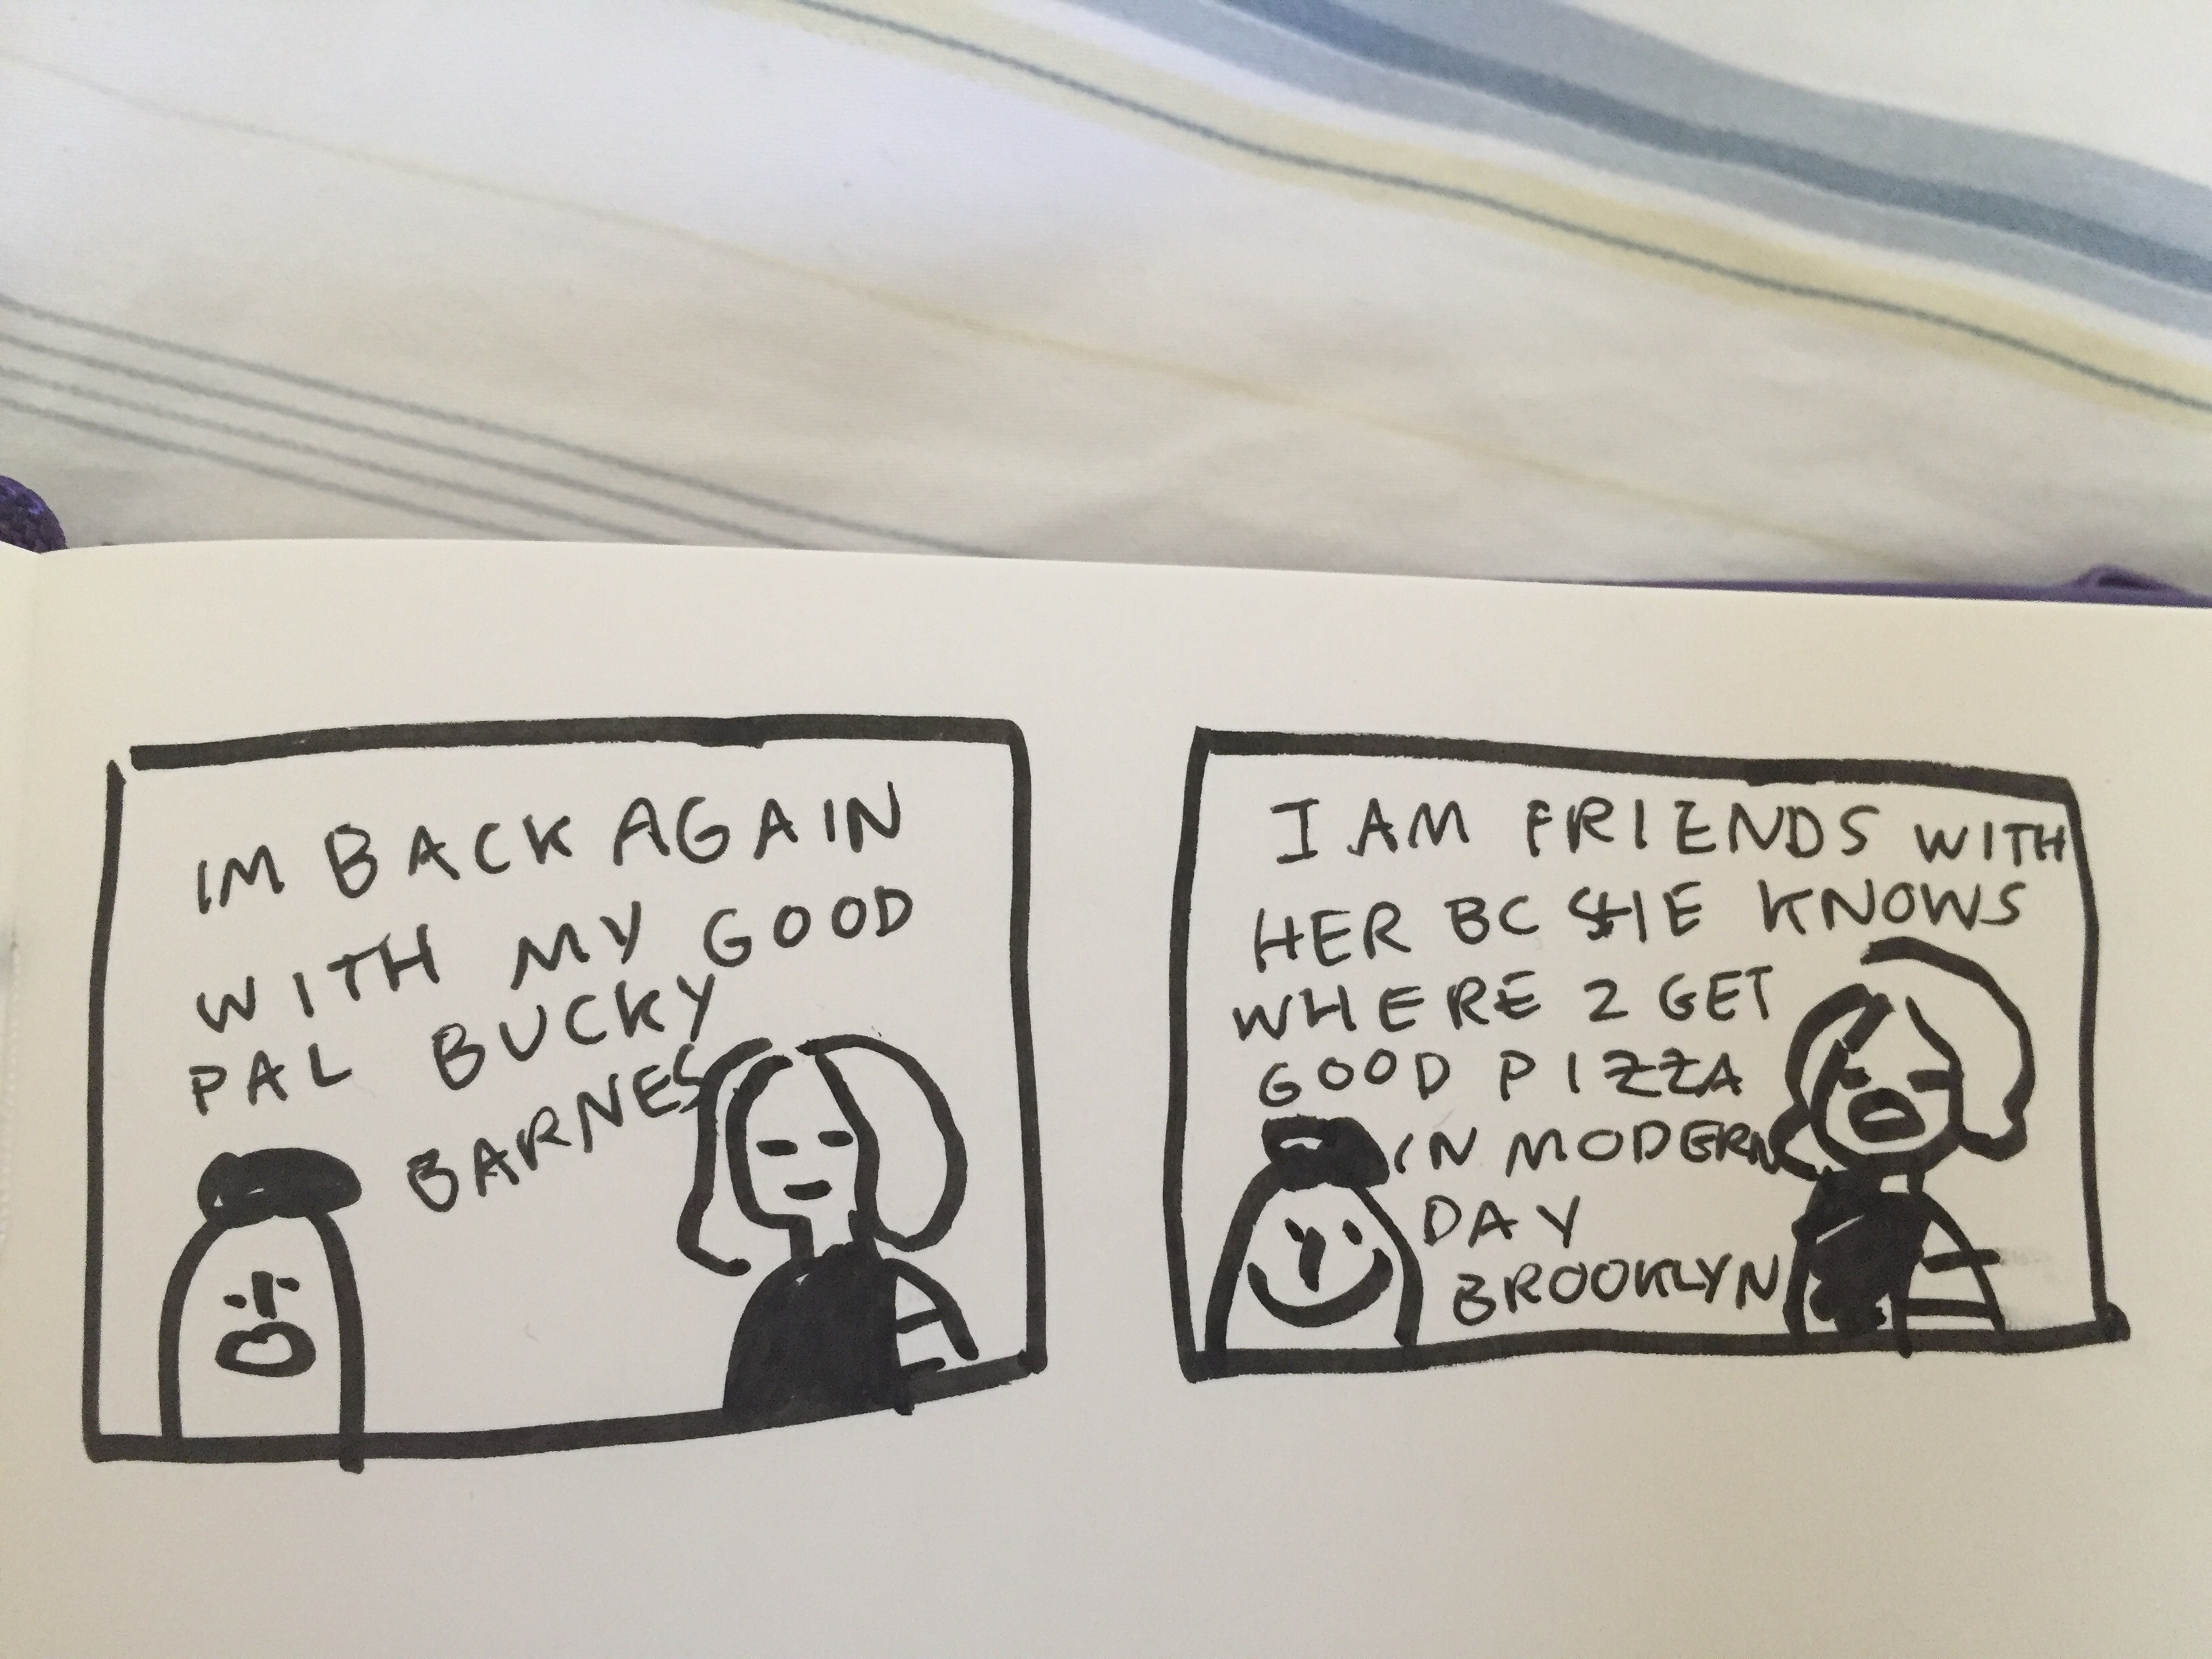 IM BACK AGAIN
WITH MY GOOD
PAL BUCKY
BARNES
I AM FRIENDS WITH
HER BC SHE KNOWS
WHERE 2 GET
GOOD PIZZA
IN MODERN
DAY
BROOKLYN